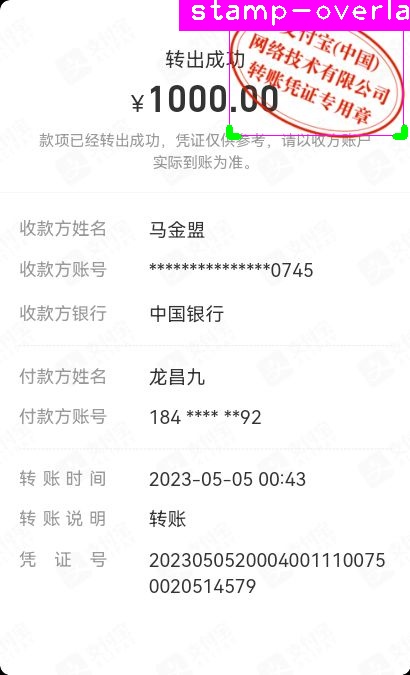 stamp-overla
支付宝(中国)
网络技术有限公司
转账凭证专用章
转出成功
¥1000.00
款项已经转出成功，凭证仅供参考，请以收款方账户
实际到账为准。
收款方姓名 马金盟
收款方账号 ***************0745
收款方银行 中国银行
付款方姓名 龙昌九
付款方账号 184 **** **92
转账时间 2023-05-05 00:43
转账说明 转账
凭证号 2023050520004001110075
0020514579